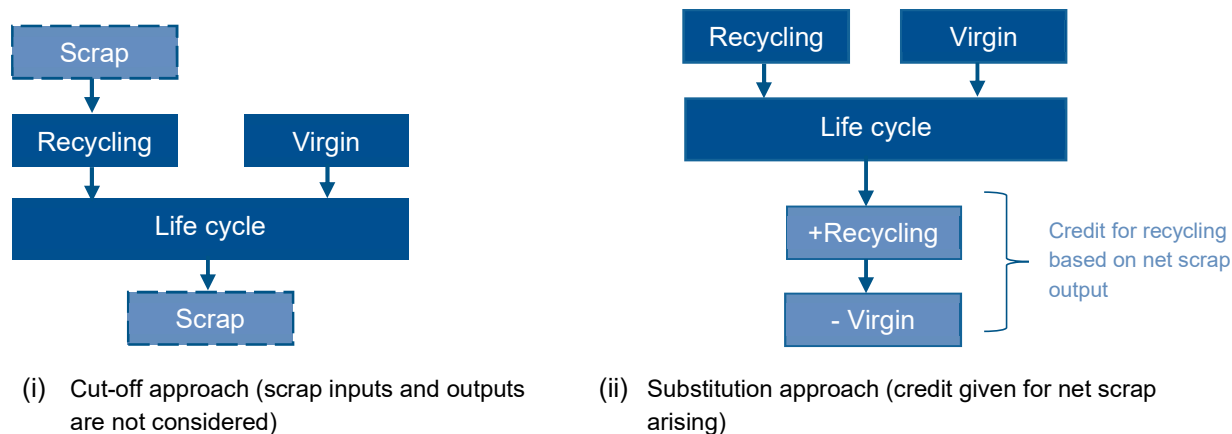 Scrap
Recycling
Virgin
Life cycle
Scrap
(i) Cut-off approach (scrap inputs and outputs
are not considered)
Recycling
Virgin
Life cycle
+Recycling
- Virgin
Credit for recycling
based on net scrap
output
(ii) Substitution approach (credit given for net scrap
arising)